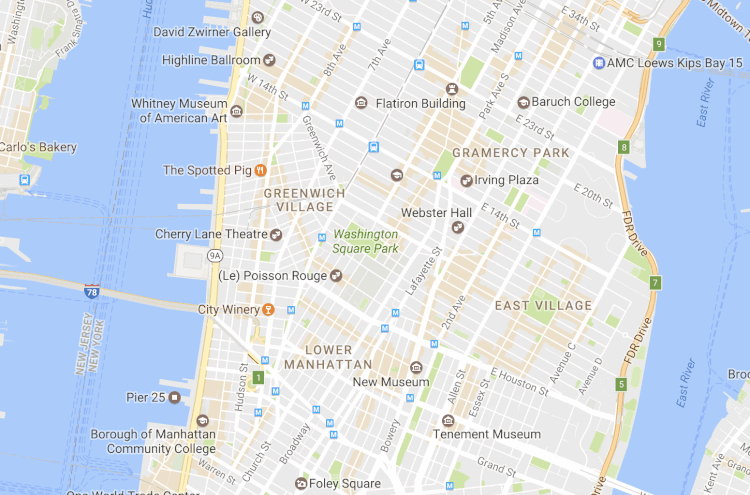 W 23rd St
5th Ave
E 34th St
Midtown T
Washington
Frank Sin
David Zwirner Gallery
8th Ave
7th Ave
Madison Ave
9
Highline Ballroom
AMC Loews Kips Bay 15
W 14th St
Park Ave S
East River
Whitney Museum
of American Art
Flatiron Building
Baruch College
Greenwich Ave
E 23rd St
Carlo's Bakery
8
GRAMERCY PARK
The Spotted Pig
Irving Plaza
GREENWICH
VILLAGE
E 20th St
Webster Hall
E 14th St
FDR Drive
Cherry Lane Theatre
Washington
Square Park
9A
(Le) Poisson Rouge
Lafayette St
7
78
City Winery
2nd Ave
EAST VILLAGE
NEW JERSEY
NEW YORK
FDR Drive
LOWER
MANHATTAN
Avenue C
New Museum
E Houston St
Avenue D
East River
1
5
Hudson St
Allen St
Essex St
Pier 25
Bowery
Borough of Manhattan
Community College
Broadway
Tenement Museum
Church St
Warren St
Grand St
Foley Square
One World Trade Center